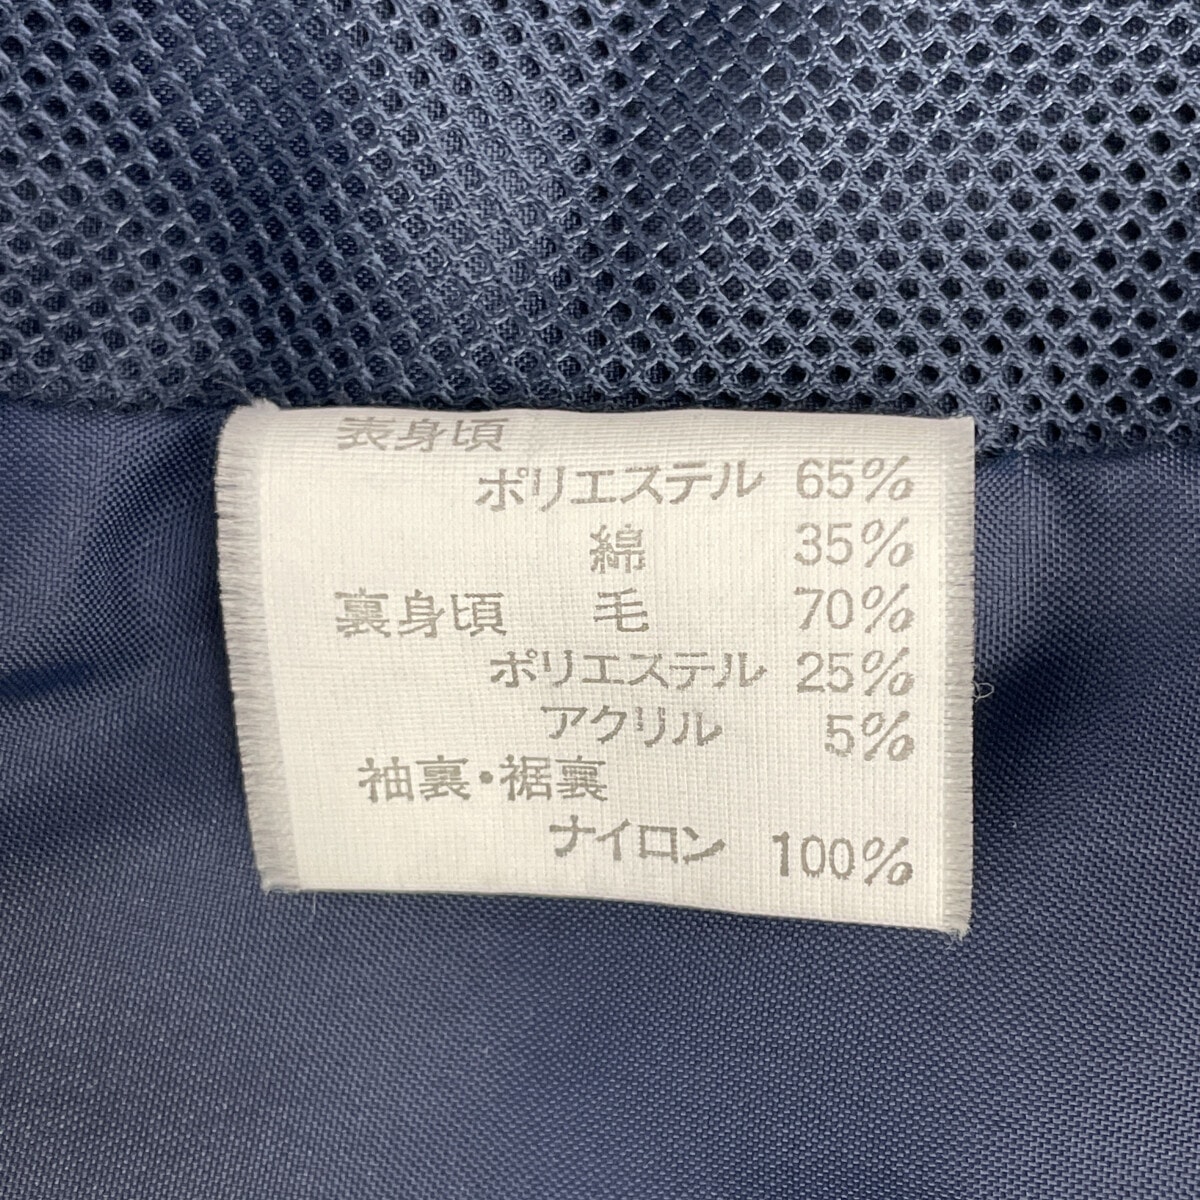 表身頃
ポリエステル 65%
綿 35%
裏身頃 毛 70%
ポリエステル 25%
アクリル 5%
袖裏・裾裏
ナイロン 100%